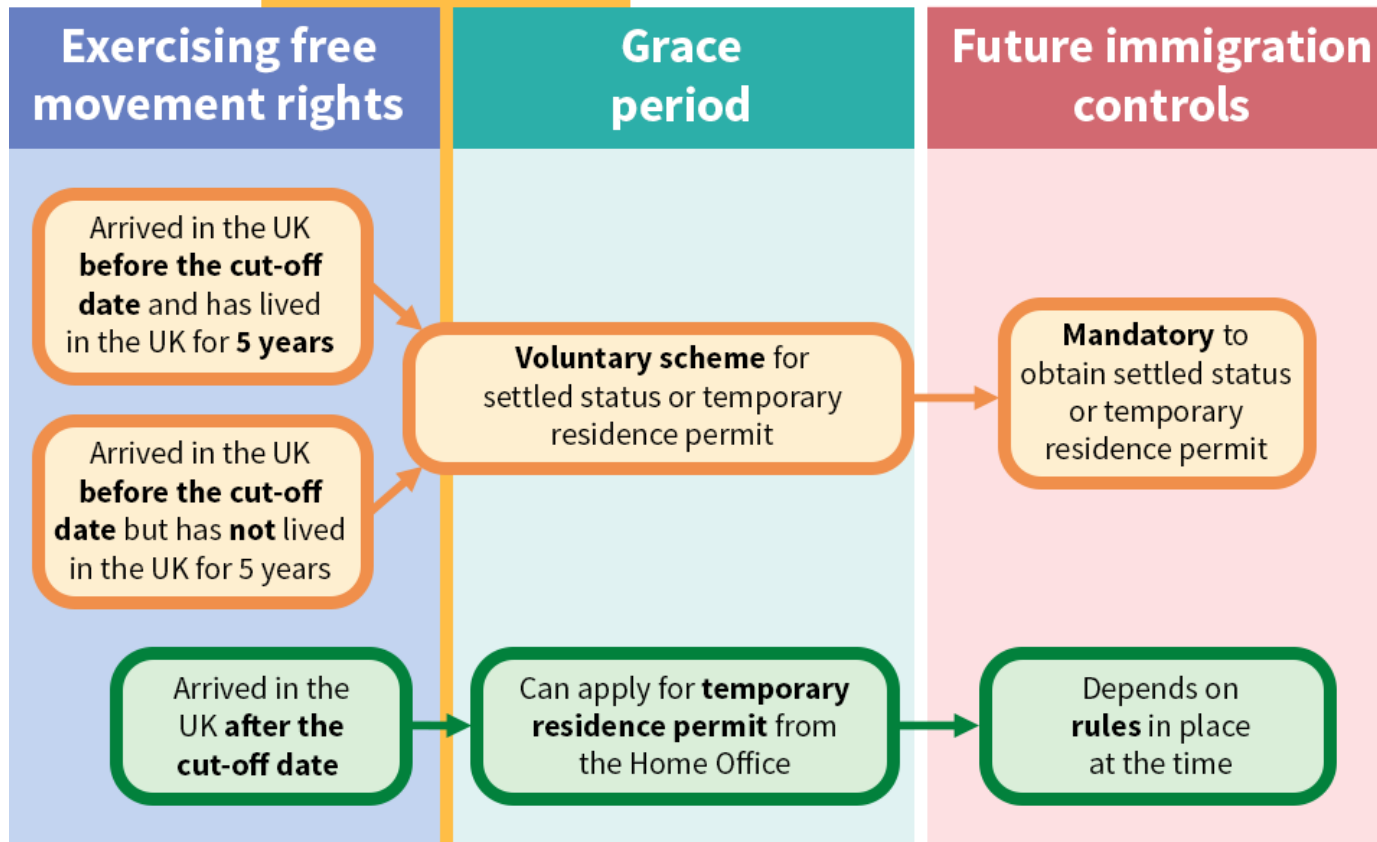 Exercising free
movement rights
Grace
period
Future immigration
controls
Arrived in the UK
before the cut-off
date and has lived
in the UK for 5 years
Arrived in the UK
before the cut-off
date but has not lived
in the UK for 5 years
Voluntary scheme for
settled status or temporary
residence permit
Mandatory to
obtain settled status
or temporary
residence permit
Arrived in the
UK after the
cut-off date
Can apply for temporary
residence permit from
the Home Office
Depends on
rules in place
at the time